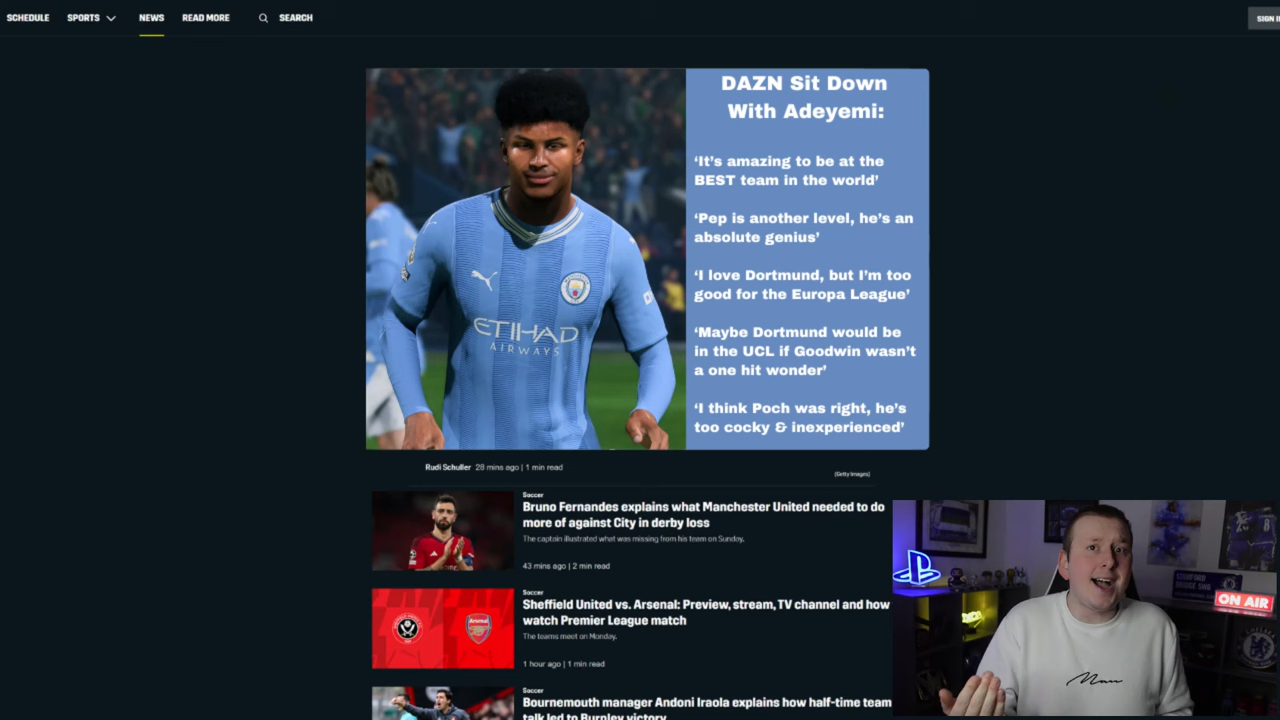 SCHEDULE SPORTS NEWS READ MORE SEARCH
DAZN Sit Down
With Adeyemi:
‘It’s amazing to be at the
BEST team in the world’
‘Pep is another level, he’s an
absolute genius’
‘I love Dortmund, but I’m too
good for the Europa League’
‘Maybe Dortmund would be
in the UCL if Goodwin wasn’t
a one hit wonder’
‘I think Poch was right, he’s
too cocky & inexperienced’
ETIHAD
AIRWAYS
Rudi Schuller 28 mins ago | 1 min read
(Getty Images)
Soccer
Bruno Fernandes explains what Manchester United needed to do
more of against City in derby loss
The captain illustrated what was missing from his team on Sunday.
43 mins ago | 2 min read
Soccer
Sheffield United vs. Arsenal: Preview, stream, TV channel and how
watch Premier League match
The teams meet on Monday.
1 hour ago | 1 min read
Arsenal
Soccer
Bournemouth manager Andoni Iraola explains how half-time team
talk led to Burnley victory
ON AIR